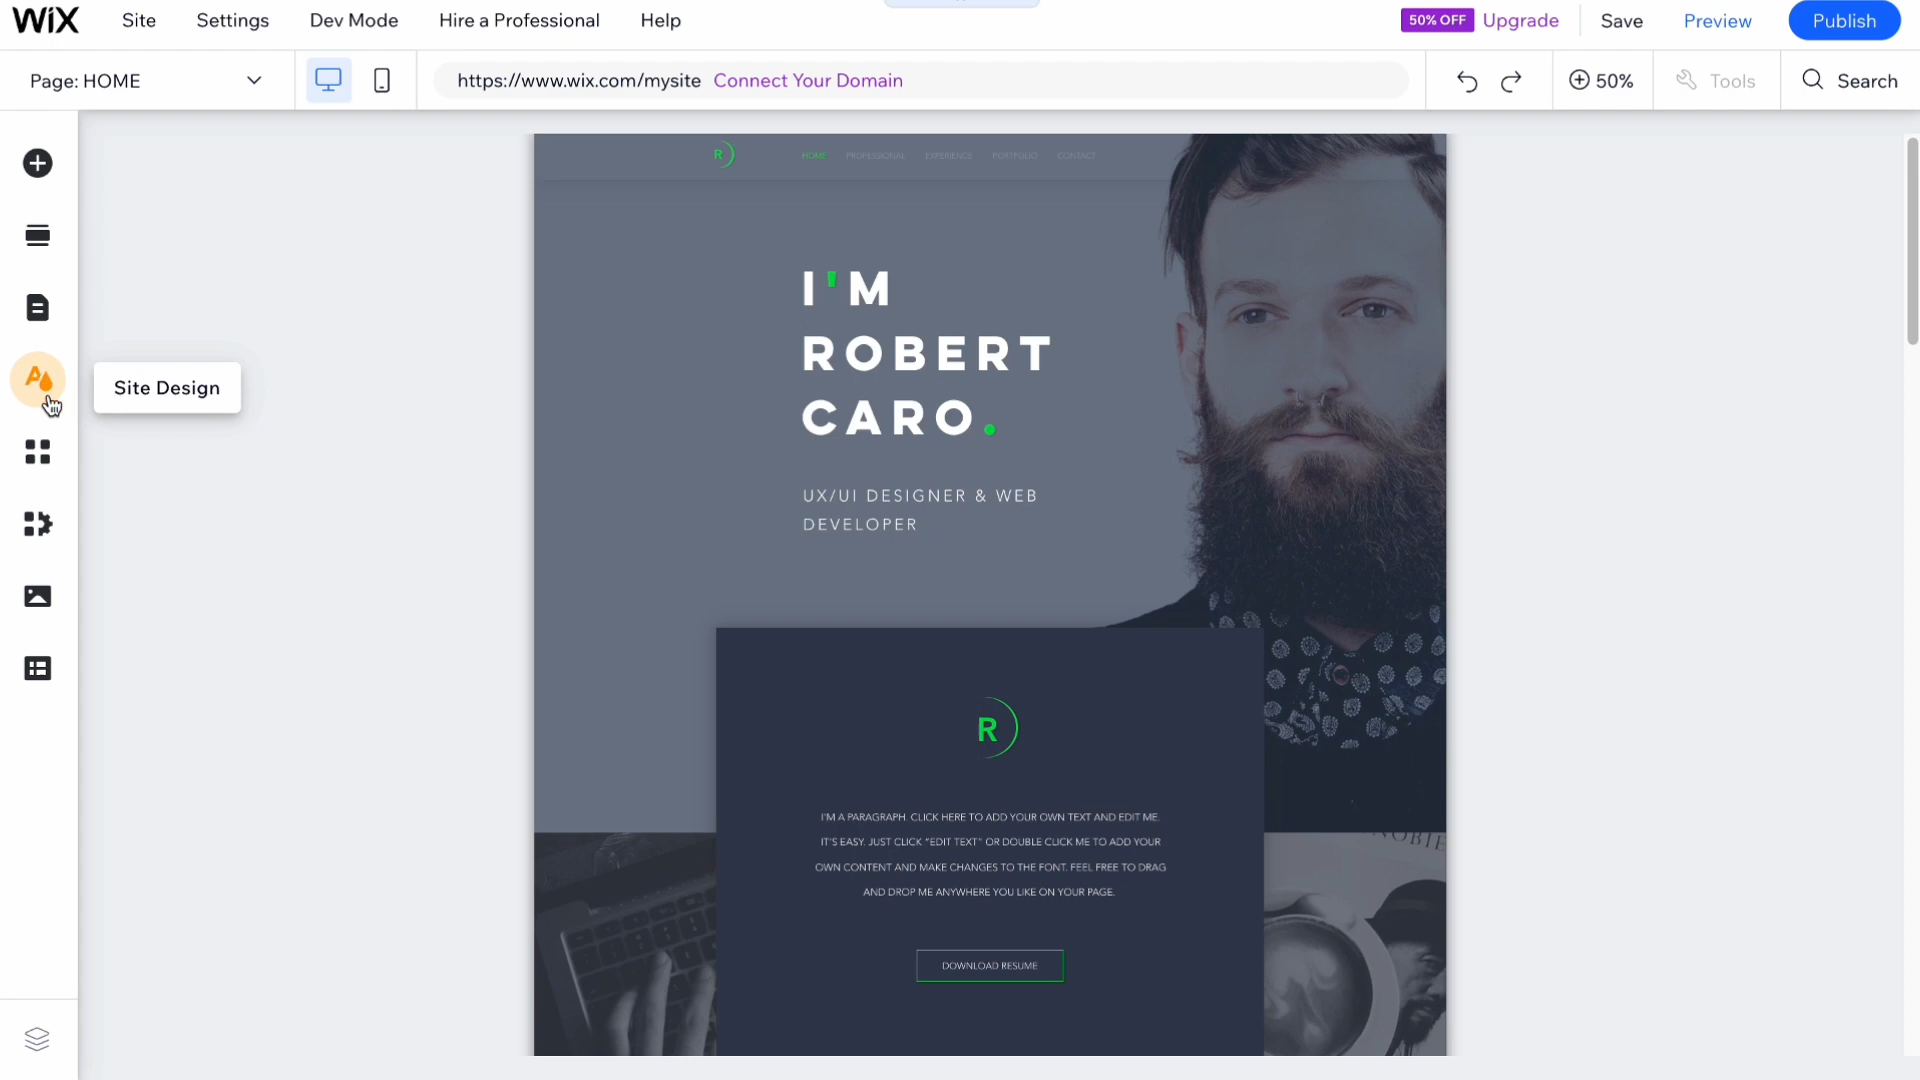 WiX
Site
Settings
Dev Mode
Hire a Professional
Help
50% OFF
Upgrade
Save
Preview
Publish
Page: HOME
https://www.wix.com/mysite
Connect Your Domain
50%
Tools
Search
R
HOME
PROFESSIONAL
EXPERIENCE
PORTFOLIO
CONTACT
I'M
ROBERT
CARO.
Site Design
UX/UI DESIGNER & WEB
DEVELOPER
R
I'M A PARAGRAPH. CLICK HERE TO ADD YOUR OWN TEXT AND EDIT ME.
IT'S EASY. JUST CLICK "EDIT TEXT" OR DOUBLE CLICK ME TO ADD YOUR
OWN CONTENT AND MAKE CHANGES TO THE FONT. FEEL FREE TO DRAG
AND DROP ME ANYWHERE YOU LIKE ON YOUR PAGE.
DOWNLOAD RESUME